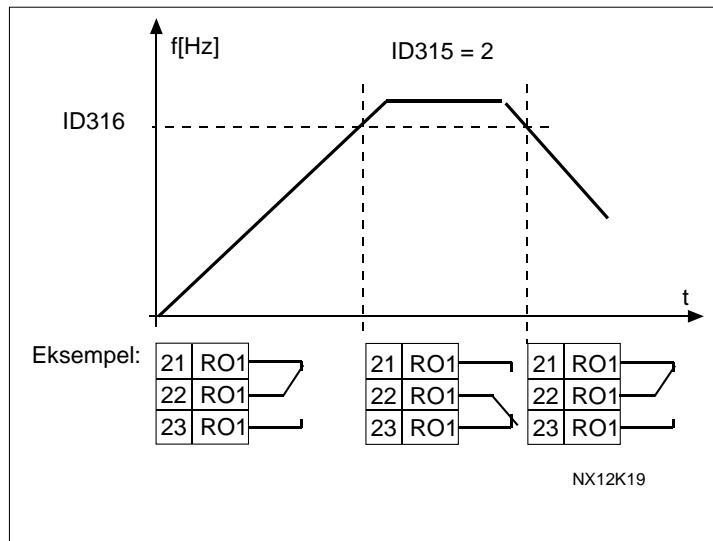 f[Hz]
ID315 = 2
ID316
t
Eksempel:
21 RO1
22 RO1
23 RO1
21 RO1
22 RO1
23 RO1
21 RO1
22 RO1
23 RO1
NX12K19